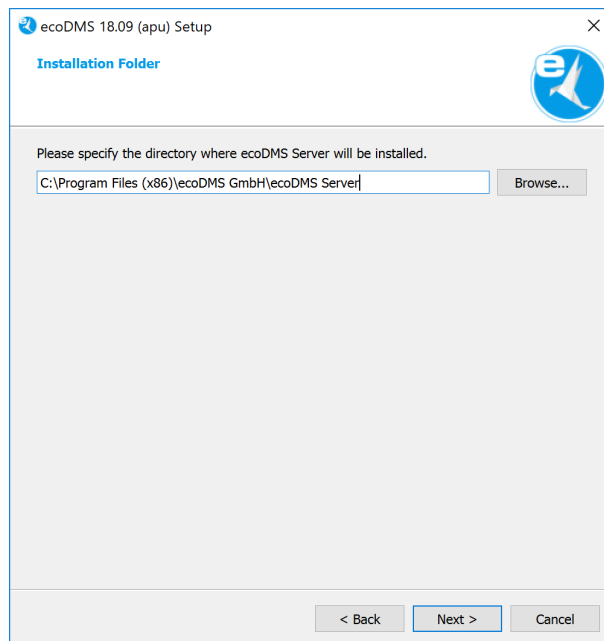 ecoDMS 18.09 (apu) Setup
Installation Folder
e
Please specify the directory where ecoDMS Server will be installed.
C:\Program Files (x86)\ecoDMS GmbH\ecoDMS Server
Browse...
< Back
Next >
Cancel